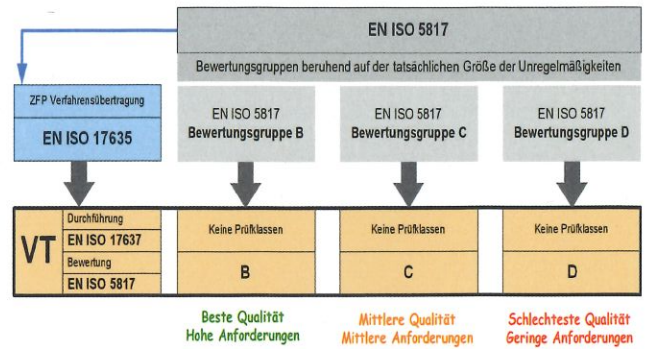 EN ISO 5817
Bewertungsgruppen beruhend auf der tatsächlichen Größe der Unregelmäßigkeiten
ZFP Verfahrensübertragung
EN ISO 17635
EN ISO 5817
Bewertungsgruppe B
EN ISO 5817
Bewertungsgruppe C
EN ISO 5817
Bewertungsgruppe D
VT
Durchführung
EN ISO 17637
Bewertung
EN ISO 5817
Keine Prüfklassen
B
Keine Prüfklassen
C
Keine Prüfklassen
D
Beste Qualität
Hohe Anforderungen
Mittlere Qualität
Mittlere Anforderungen
Schlechteste Qualität
Geringe Anforderungen